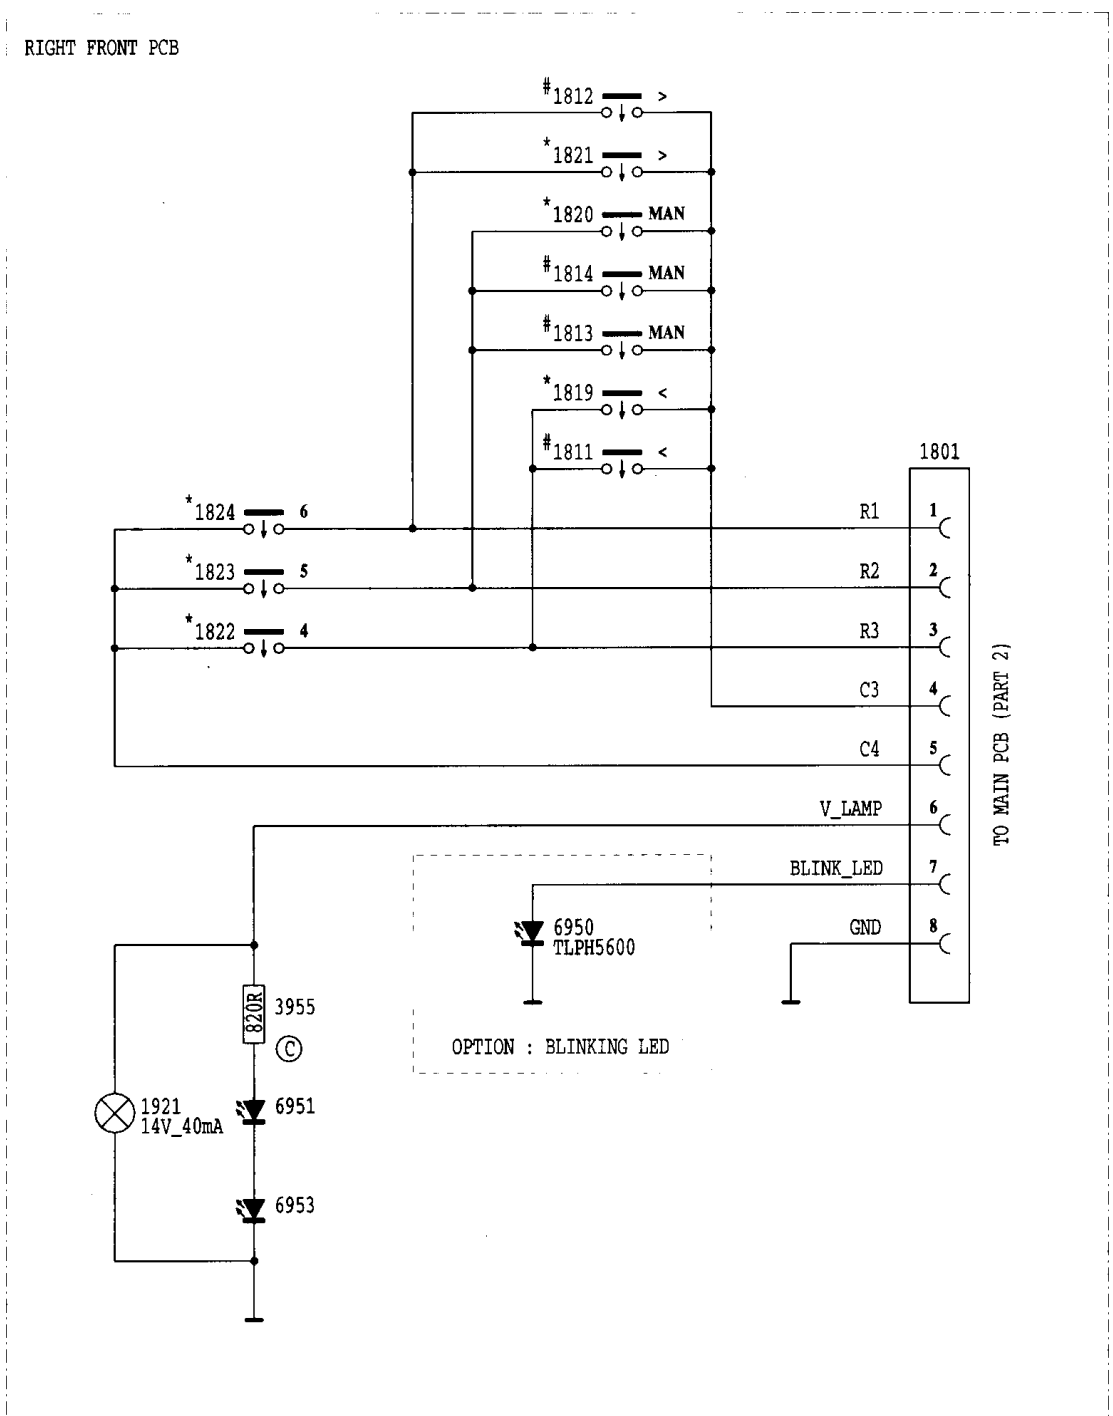 RIGHT FRONT PCB
#1812 >
*1821 >
*1820 MAN
#1814 MAN
#1813 MAN
*1819 <
#1811 <
1801
*1824 6
R1 1
*1823 5
R2 2
*1822 4
R3 3
C3 4
C4 5
V_LAMP 6
BLINK_LED 7
GND 8
TO MAIN PCB (PART 2)
6950
TLPH5600
OPTION : BLINKING LED
820R
3955
C
1921
14V_40mA
6951
6953